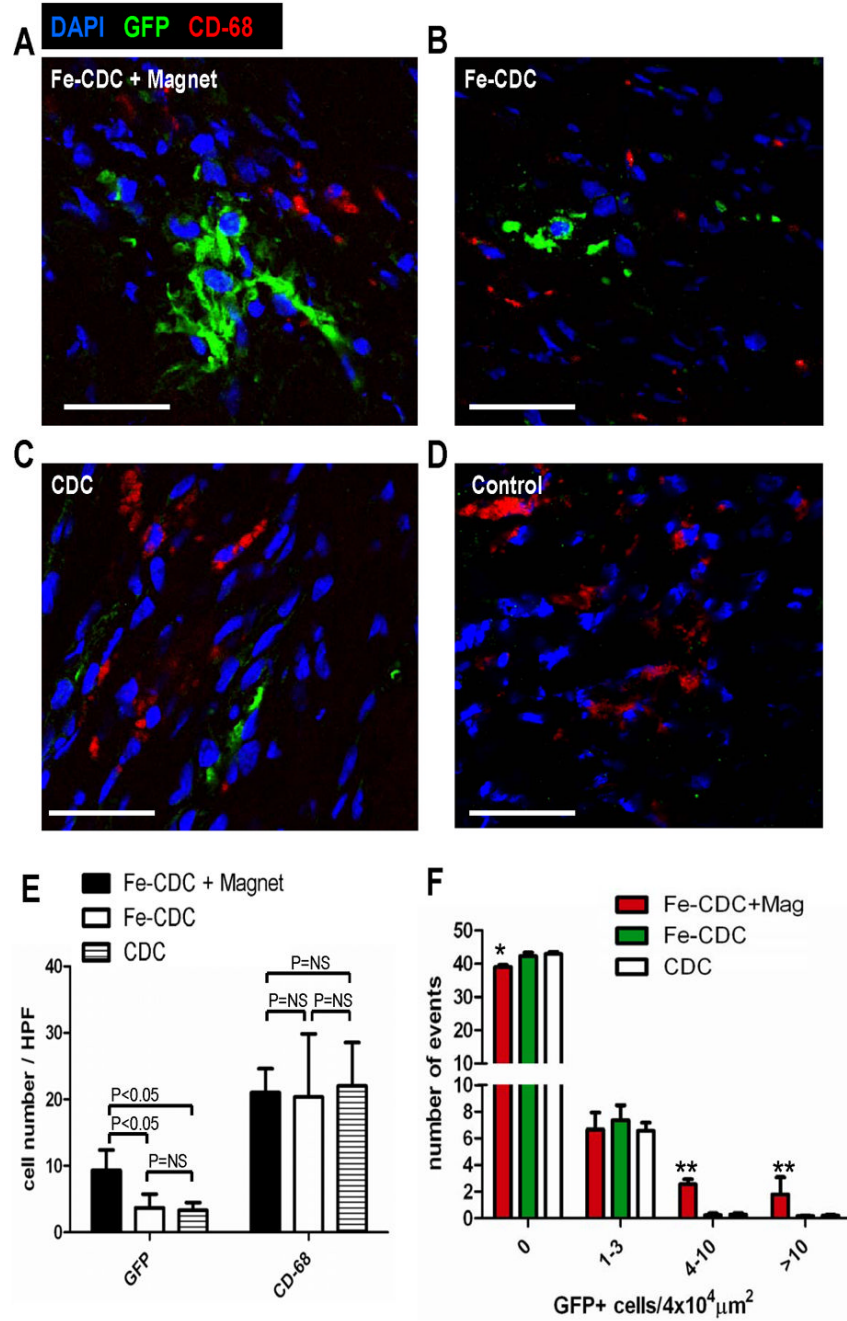 DAPI GFP CD-68
A
Fe-CDC + Magnet
B
Fe-CDC
C
CDC
D
Control
E
Fe-CDC + Magnet
Fe-CDC
CDC
cell number / HPF
40
30
20
10
0
P<0.05
P<0.05
P=NS
P=NS
P=NS
P=NS
GFP
CD-68
F
Fe-CDC+Mag
Fe-CDC
CDC
number of events
50
40
30
20
10
8
6
4
2
0
*
**
**
0
1-3
4-10
>10
GFP+ cells/4x10⁴µm²